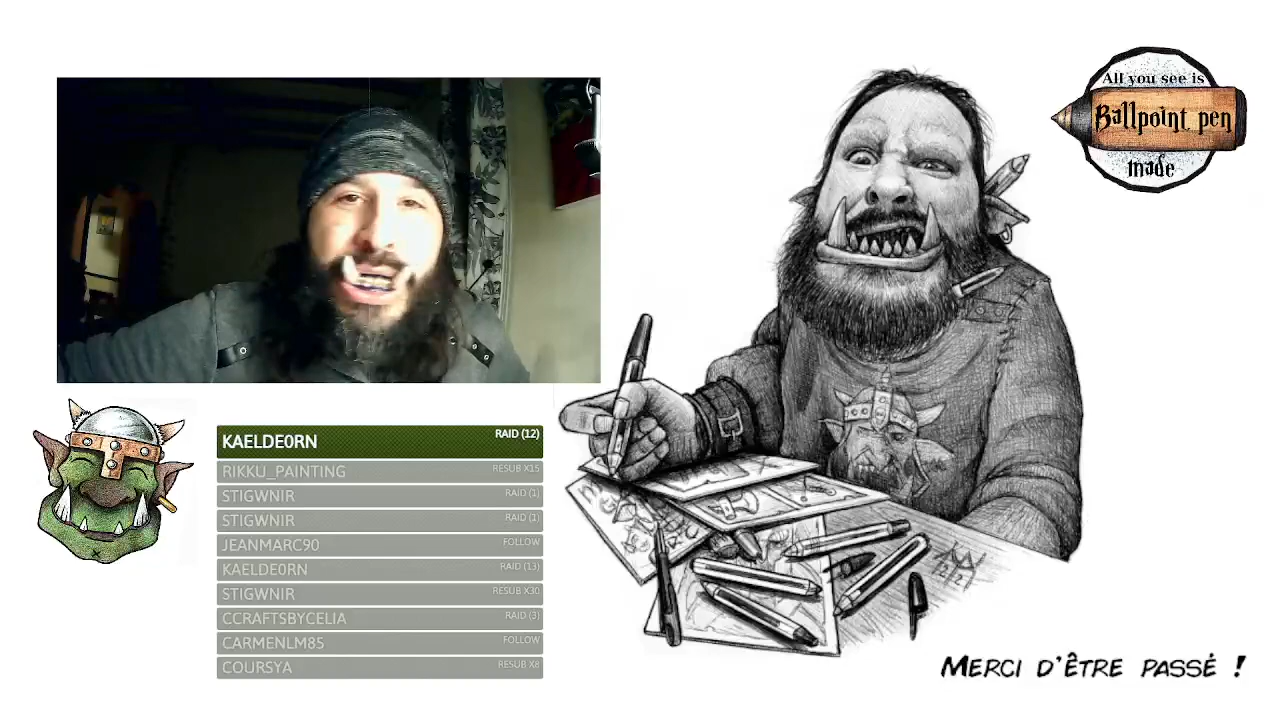 All you see is
Ballpoint pen
made
KAELDE0RN RAID (12)
RIKKU_PAINTING RESUB X15
STIGWNIR RAID (1)
STIGWNIR RAID (1)
JEANMARC90 FOLLOW
KAELDE0RN RAID (13)
STIGWNIR RESUB X30
CCRAFTSBYCELIA RAID (3)
CARMENLM85 FOLLOW
COURSYA RESUB X8
MERCI D'ÊTRE PASSÉ !